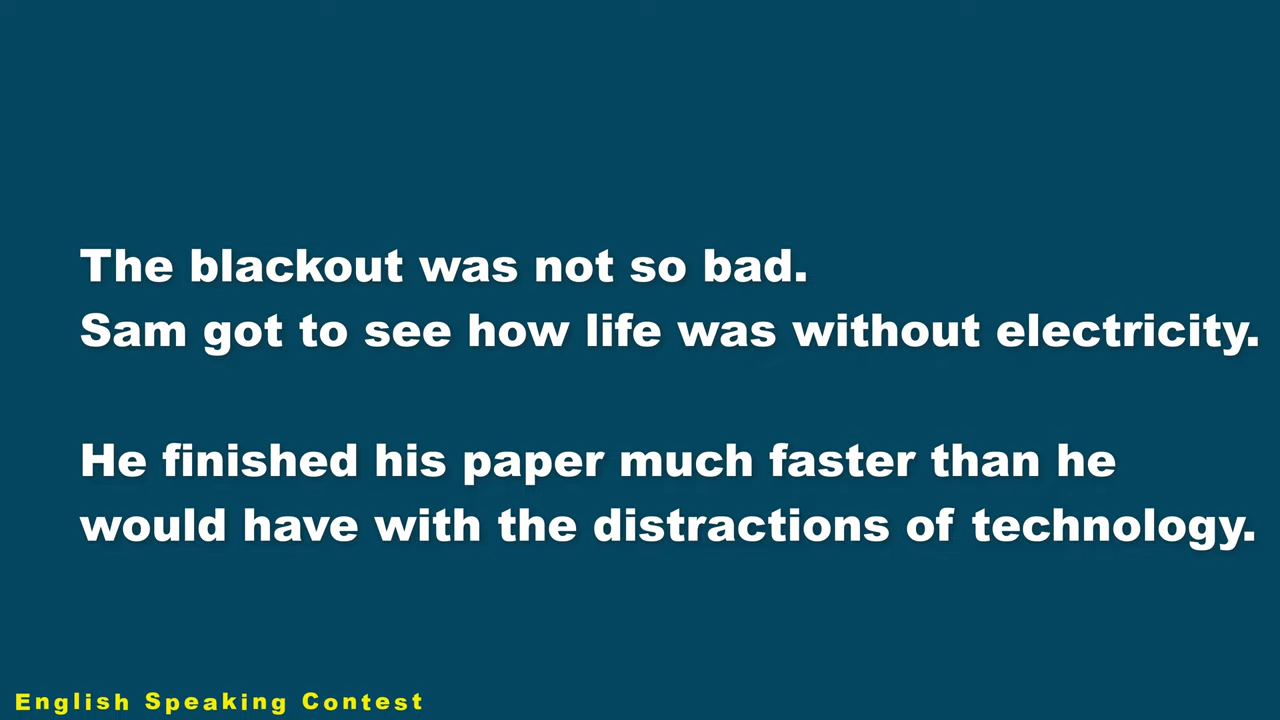 The blackout was not so bad.
Sam got to see how life was without electricity.
He finished his paper much faster than he
would have with the distractions of technology.
English Speaking Contest